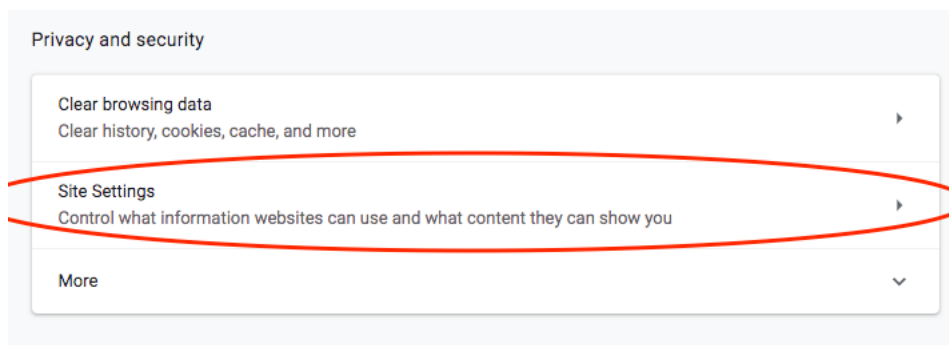 Privacy and security
Clear browsing data
Clear history, cookies, cache, and more
Site Settings
Control what information websites can use and what content they can show you
More